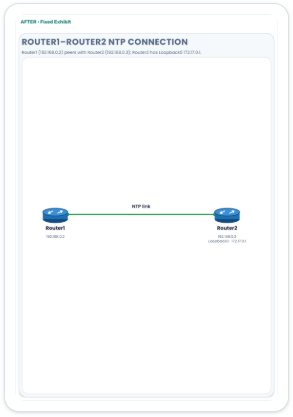 AFTER · Fixed Exhibit
ROUTER1–ROUTER2 NTP CONNECTION
Router1 (192.168.0.2) peers with Router2 (192.168.0.3); Router2 has Loopback0: 172.17.0.1.
NTP link
Router1
Router2
192.168.0.2
192.168.0.3
Loopback0 · 172.17.0.1